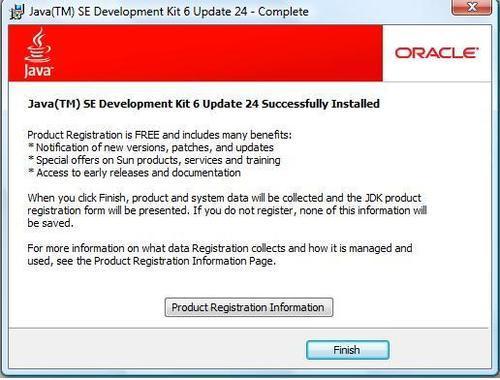 Java(TM) SE Development Kit 6 Update 24 - Complete
Java
ORACLE
Java(TM) SE Development Kit 6 Update 24 Successfully Installed
Product Registration is FREE and includes many benefits:
* Notification of new versions, patches, and updates
* Special offers on Sun products, services and training
* Access to early releases and documentation
When you click Finish, product and system data will be collected and the JDK product
registration form will be presented. If you do not register, none of this information will
be saved.
For more information on what data Registration collects and how it is managed and
used, see the Product Registration Information Page.
Product Registration Information
Finish